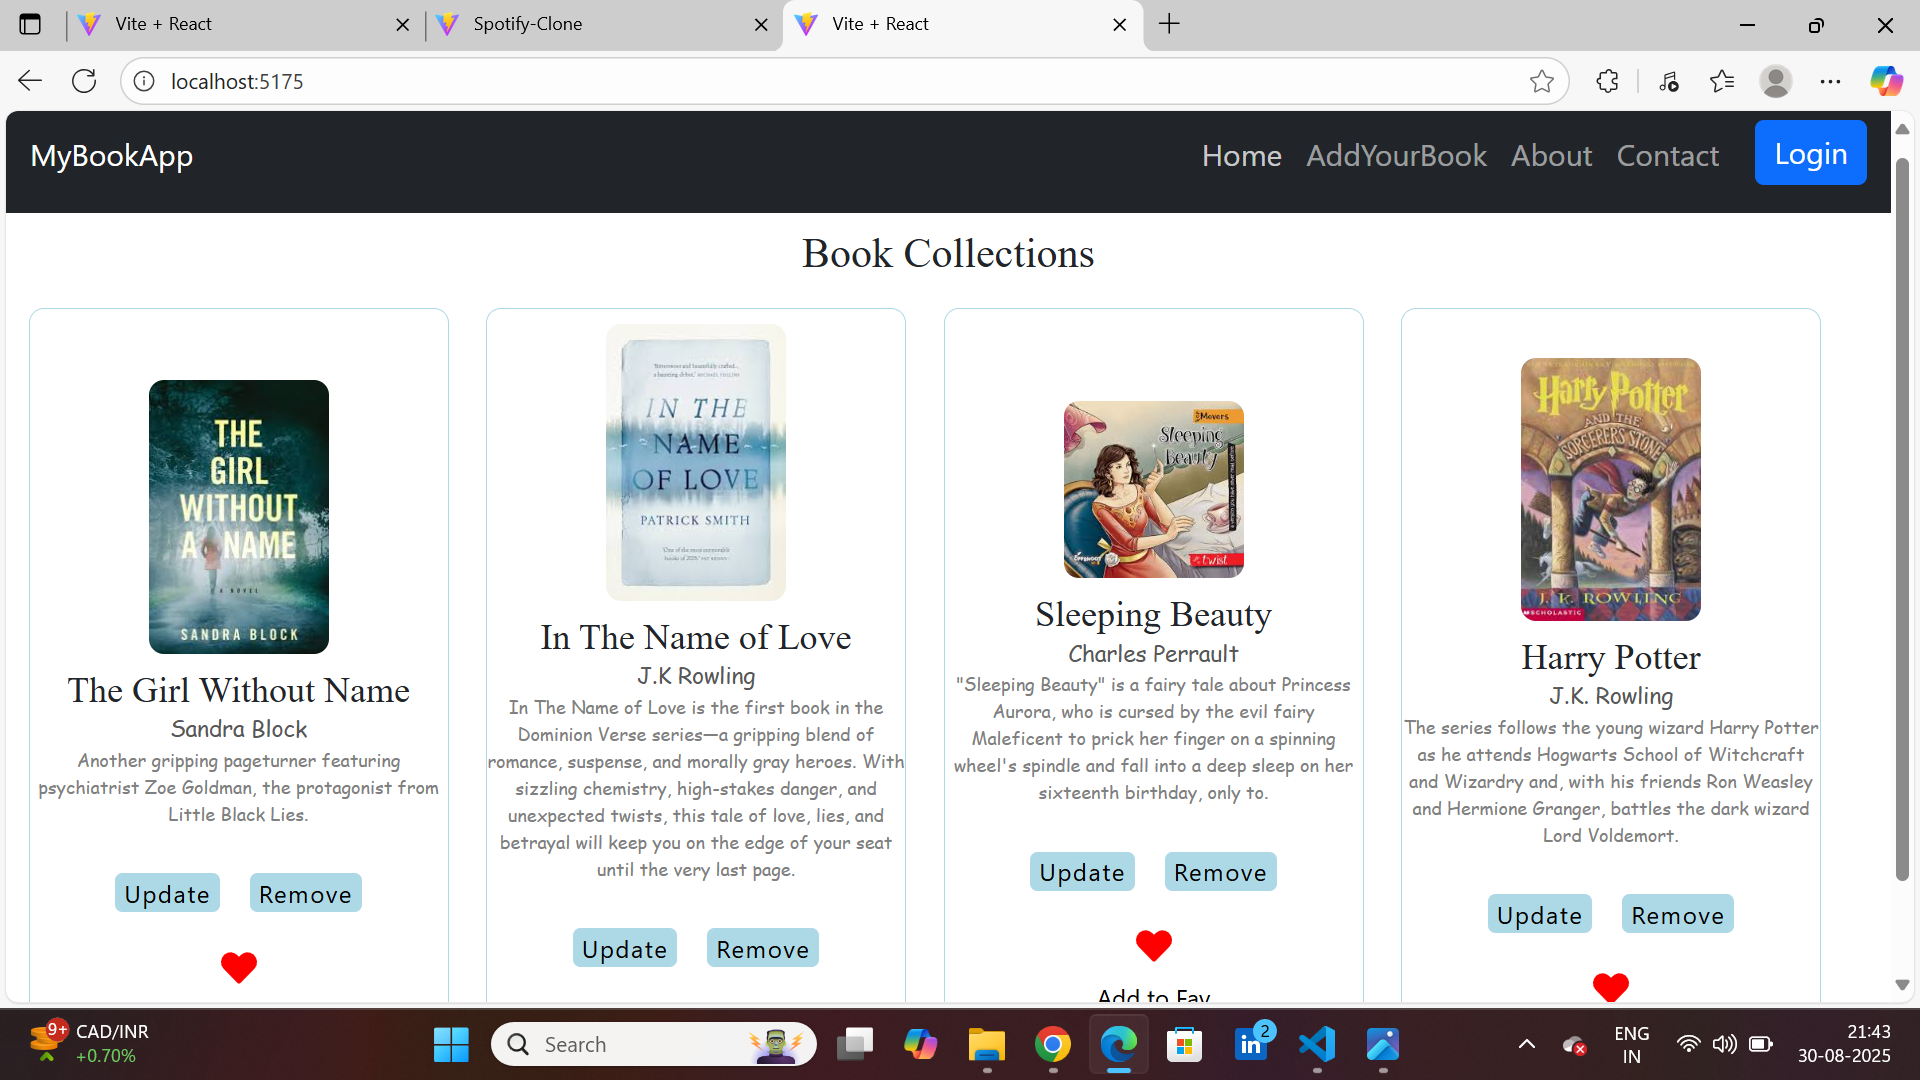 Vite + React
Spotify-Clone
Vite + React
localhost:5175
MyBookApp
Home
AddYourBook
About
Contact
Login
Book Collections
THE
GIRL
WITHOUT
A NAME
A NOVEL
SANDRA BLOCK
The Girl Without Name
Sandra Block
Another gripping pageturner featuring
psychiatrist Zoe Goldman, the protagonist from
Little Black Lies.
Update
Remove
IN THE
NAME
OF LOVE
PATRICK SMITH
In The Name of Love
J.K Rowling
In The Name of Love is the first book in the
Dominion Verse series—a gripping blend of
romance, suspense, and morally gray heroes. With
sizzling chemistry, high-stakes danger, and
unexpected twists, this tale of love, lies, and
betrayal will keep you on the edge of your seat
until the very last page.
Update
Remove
Movers
Sleeping
Beauty
twist
Sleeping Beauty
Charles Perrault
"Sleeping Beauty" is a fairy tale about Princess
Aurora, who is cursed by the evil fairy
Maleficent to prick her finger on a spinning
wheel's spindle and fall into a deep sleep on her
sixteenth birthday, only to.
Update
Remove
Add to Fav
Harry Potter
AND THE
SORCERER'S STONE
J. K. ROWLING
SCHOLASTIC
Harry Potter
J.K. Rowling
The series follows the young wizard Harry Potter
as he attends Hogwarts School of Witchcraft
and Wizardry and, with his friends Ron Weasley
and Hermione Granger, battles the dark wizard
Lord Voldemort.
Update
Remove
9+
CAD/INR
+0.70%
Search
in
2
ENG
IN
21:43
30-08-2025